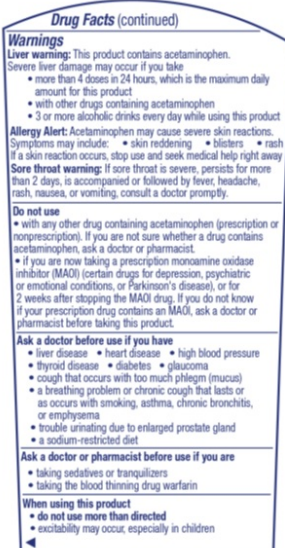 Drug Facts (continued)
Warnings
Liver warning: This product contains acetaminophen.
Severe liver damage may occur if you take
• more than 4 doses in 24 hours, which is the maximum daily
amount for this product
• with other drugs containing acetaminophen
• 3 or more alcoholic drinks every day while using this product
Allergy Alert: Acetaminophen may cause severe skin reactions.
Symptoms may include: • skin reddening • blisters • rash
If a skin reaction occurs, stop use and seek medical help right away
Sore throat warning: If sore throat is severe, persists for more
than 2 days, is accompanied or followed by fever, headache,
rash, nausea, or vomiting, consult a doctor promptly.
Do not use
• with any other drug containing acetaminophen (prescription or
nonprescription). If you are not sure whether a drug contains
acetaminophen, ask a doctor or pharmacist.
• if you are now taking a prescription monoamine oxidase
inhibitor (MAOI) (certain drugs for depression, psychiatric
or emotional conditions, or Parkinson's disease), or for
2 weeks after stopping the MAOI drug. If you do not know
if your prescription drug contains an MAOI, ask a doctor or
pharmacist before taking this product.
Ask a doctor before use if you have
• liver disease • heart disease • high blood pressure
• thyroid disease • diabetes • glaucoma
• cough that occurs with too much phlegm (mucus)
• a breathing problem or chronic cough that lasts or
as occurs with smoking, asthma, chronic bronchitis,
or emphysema
• trouble urinating due to enlarged prostate gland
• a sodium-restricted diet
Ask a doctor or pharmacist before use if you are
• taking sedatives or tranquilizers
• taking the blood thinning drug warfarin
When using this product
• do not use more than directed
• excitability may occur, especially in children